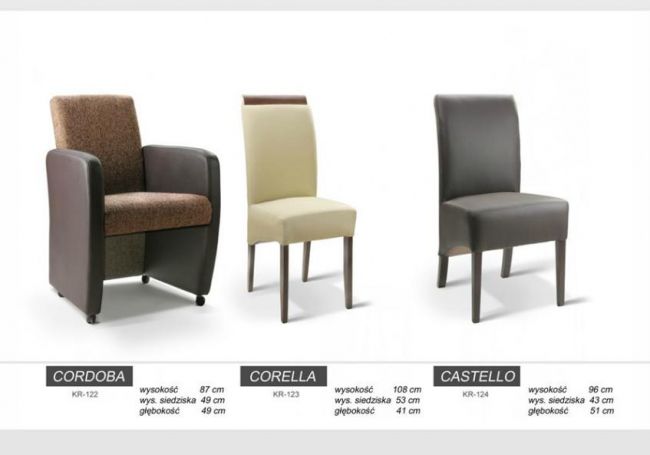 CORDOBA
KR-122
wysokość 87 cm
wys. siedziska 49 cm
głębokość 49 cm
CORELLA
KR-123
wysokość 108 cm
wys. siedziska 53 cm
głębokość 41 cm
CASTELLO
KR-124
wysokość 96 cm
wys. siedziska 43 cm
głębokość 51 cm